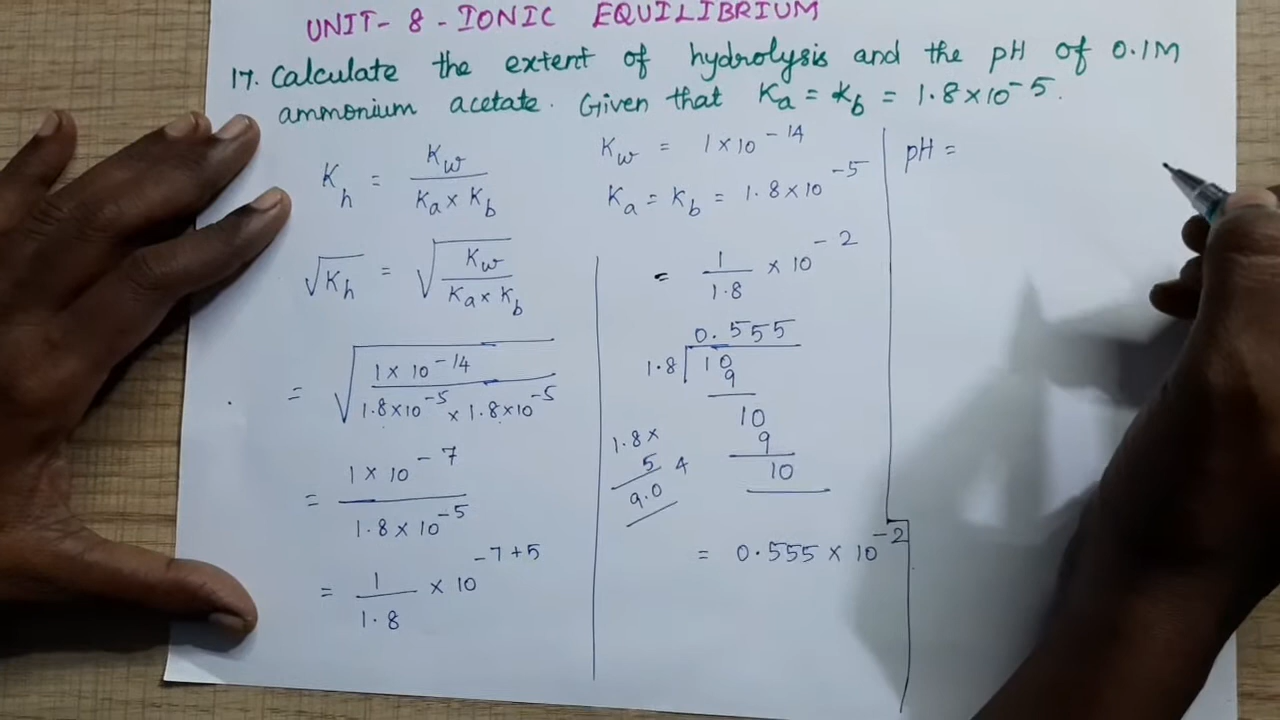 UNIT- 8 - IONIC EQUILIBRIUM
17. Calculate the extent of hydrolysis and the pH of 0.1M
ammonium acetate. Given that Ka = Kb = 1.8 × 10 -5.
Kh = Kw / Ka × Kb
√Kh = √ Kw / Ka × Kb
= √ 1 × 10 -14 / 1.8×10 -5 × 1.8×10 -5
= 1 × 10 -7 / 1.8 × 10 -5
= 1 / 1.8 × 10 -7+5
Kw = 1×10 -14
Ka = Kb = 1.8×10 -5
= 1 / 1.8 × 10 -2
0.555
1.8 10
9
10
9
10
1.8×
5 4
9.0
= 0.555 × 10 -2
pH =